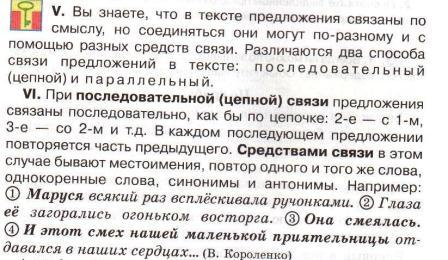 V. Вы знаете, что в тексте предложения связаны по
смыслу, но соединяться они могут по-разному и с
помощью разных средств связи. Различаются два способа
связи предложений в тексте: последовательный
(цепной) и параллельный.
VI. При последовательной (цепной) связи предложения
связаны последовательно, как бы по цепочке: 2-е — с 1-м,
3-е — со 2-м и т.д. В каждом последующем предложении
повторяется часть предыдущего. Средствами связи в этом
случае бывают местоимения, повтор одного и того же слова,
однокоренные слова, синонимы и антонимы. Например:
① Маруся всякий раз всплёскивала ручонками. ② Глаза
её загорались огоньком восторга. ③ Она смеялась.
④ И этот смех нашей маленькой приятельницы от-
давался в наших сердцах... (В. Короленко)